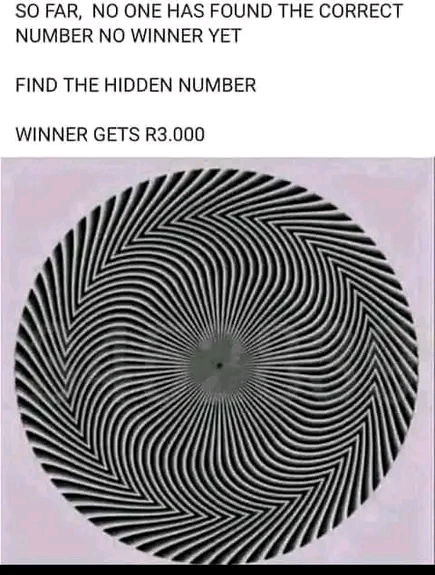 SO FAR, NO ONE HAS FOUND THE CORRECT
NUMBER NO WINNER YET
FIND THE HIDDEN NUMBER
WINNER GETS R3.000